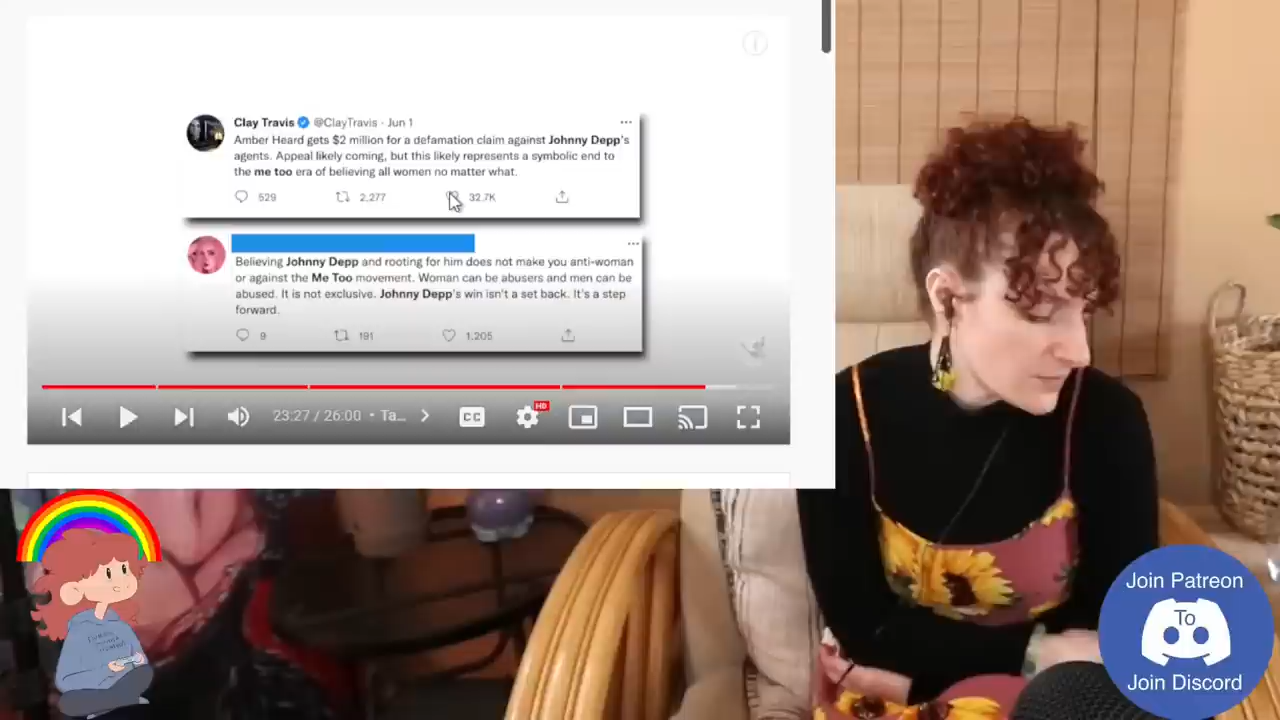 Clay Travis @ClayTravis · Jun 1
Amber Heard gets $2 million for a defamation claim against Johnny Depp's
agents. Appeal likely coming, but this likely represents a symbolic end to
the me too era of believing all women no matter what.
529 2,277 32.7K
Believing Johnny Depp and rooting for him does not make you anti-woman
or against the Me Too movement. Woman can be abusers and men can be
abused. It is not exclusive. Johnny Depp's win isn't a set back. It's a step
forward.
9 191 1,205
23:27 / 26:00 • Ta...
CC
HD
Join Patreon
To
Join Discord